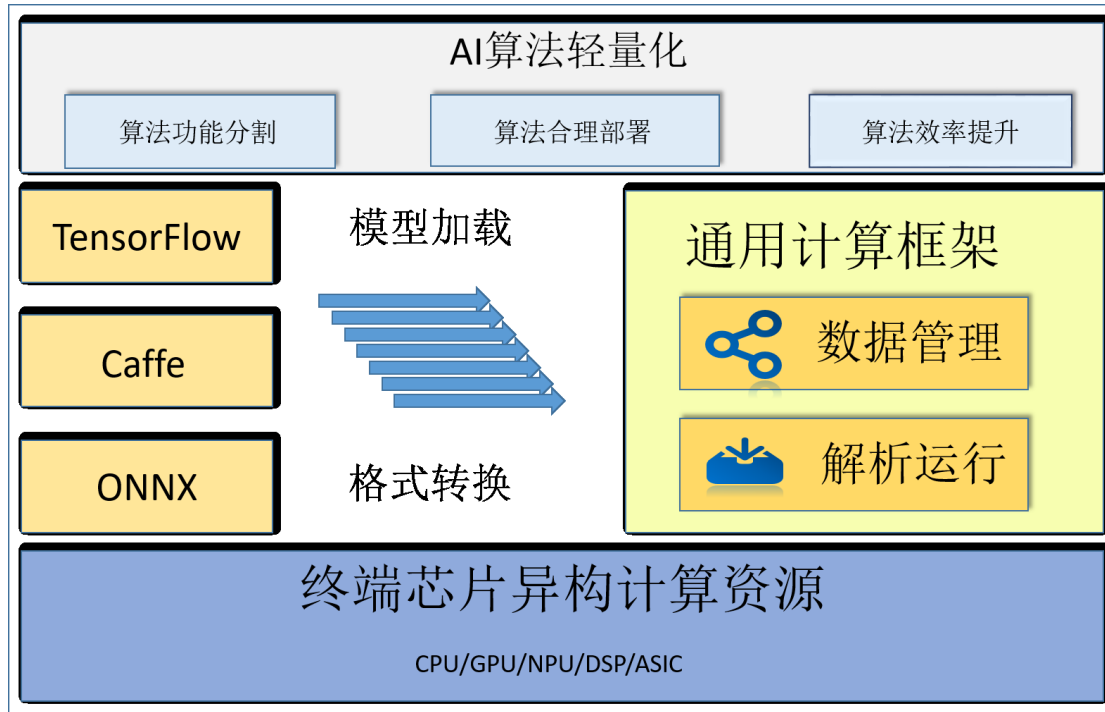 AI算法轻量化
算法功能分割
算法合理部署
算法效率提升
TensorFlow
Caffe
ONNX
模型加载
格式转换
通用计算框架
数据管理
解析运行
终端芯片异构计算资源
CPU/GPU/NPU/DSP/ASIC